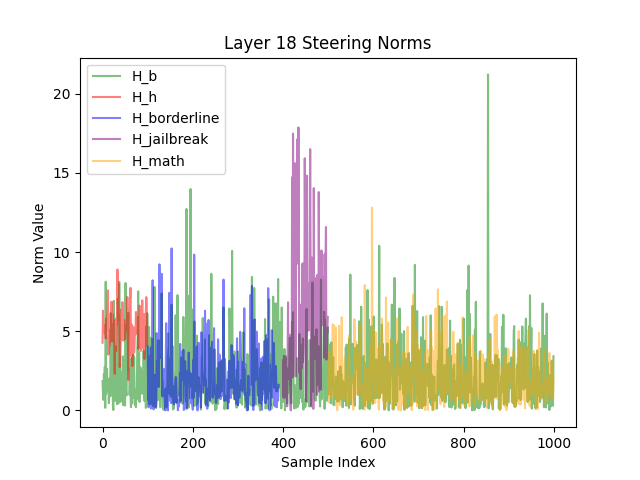 Layer 18 Steering Norms
H_b
H_h
H_borderline
H_jailbreak
H_math
Norm Value
20
15
10
5
0
0
200
400
600
800
1000
Sample Index